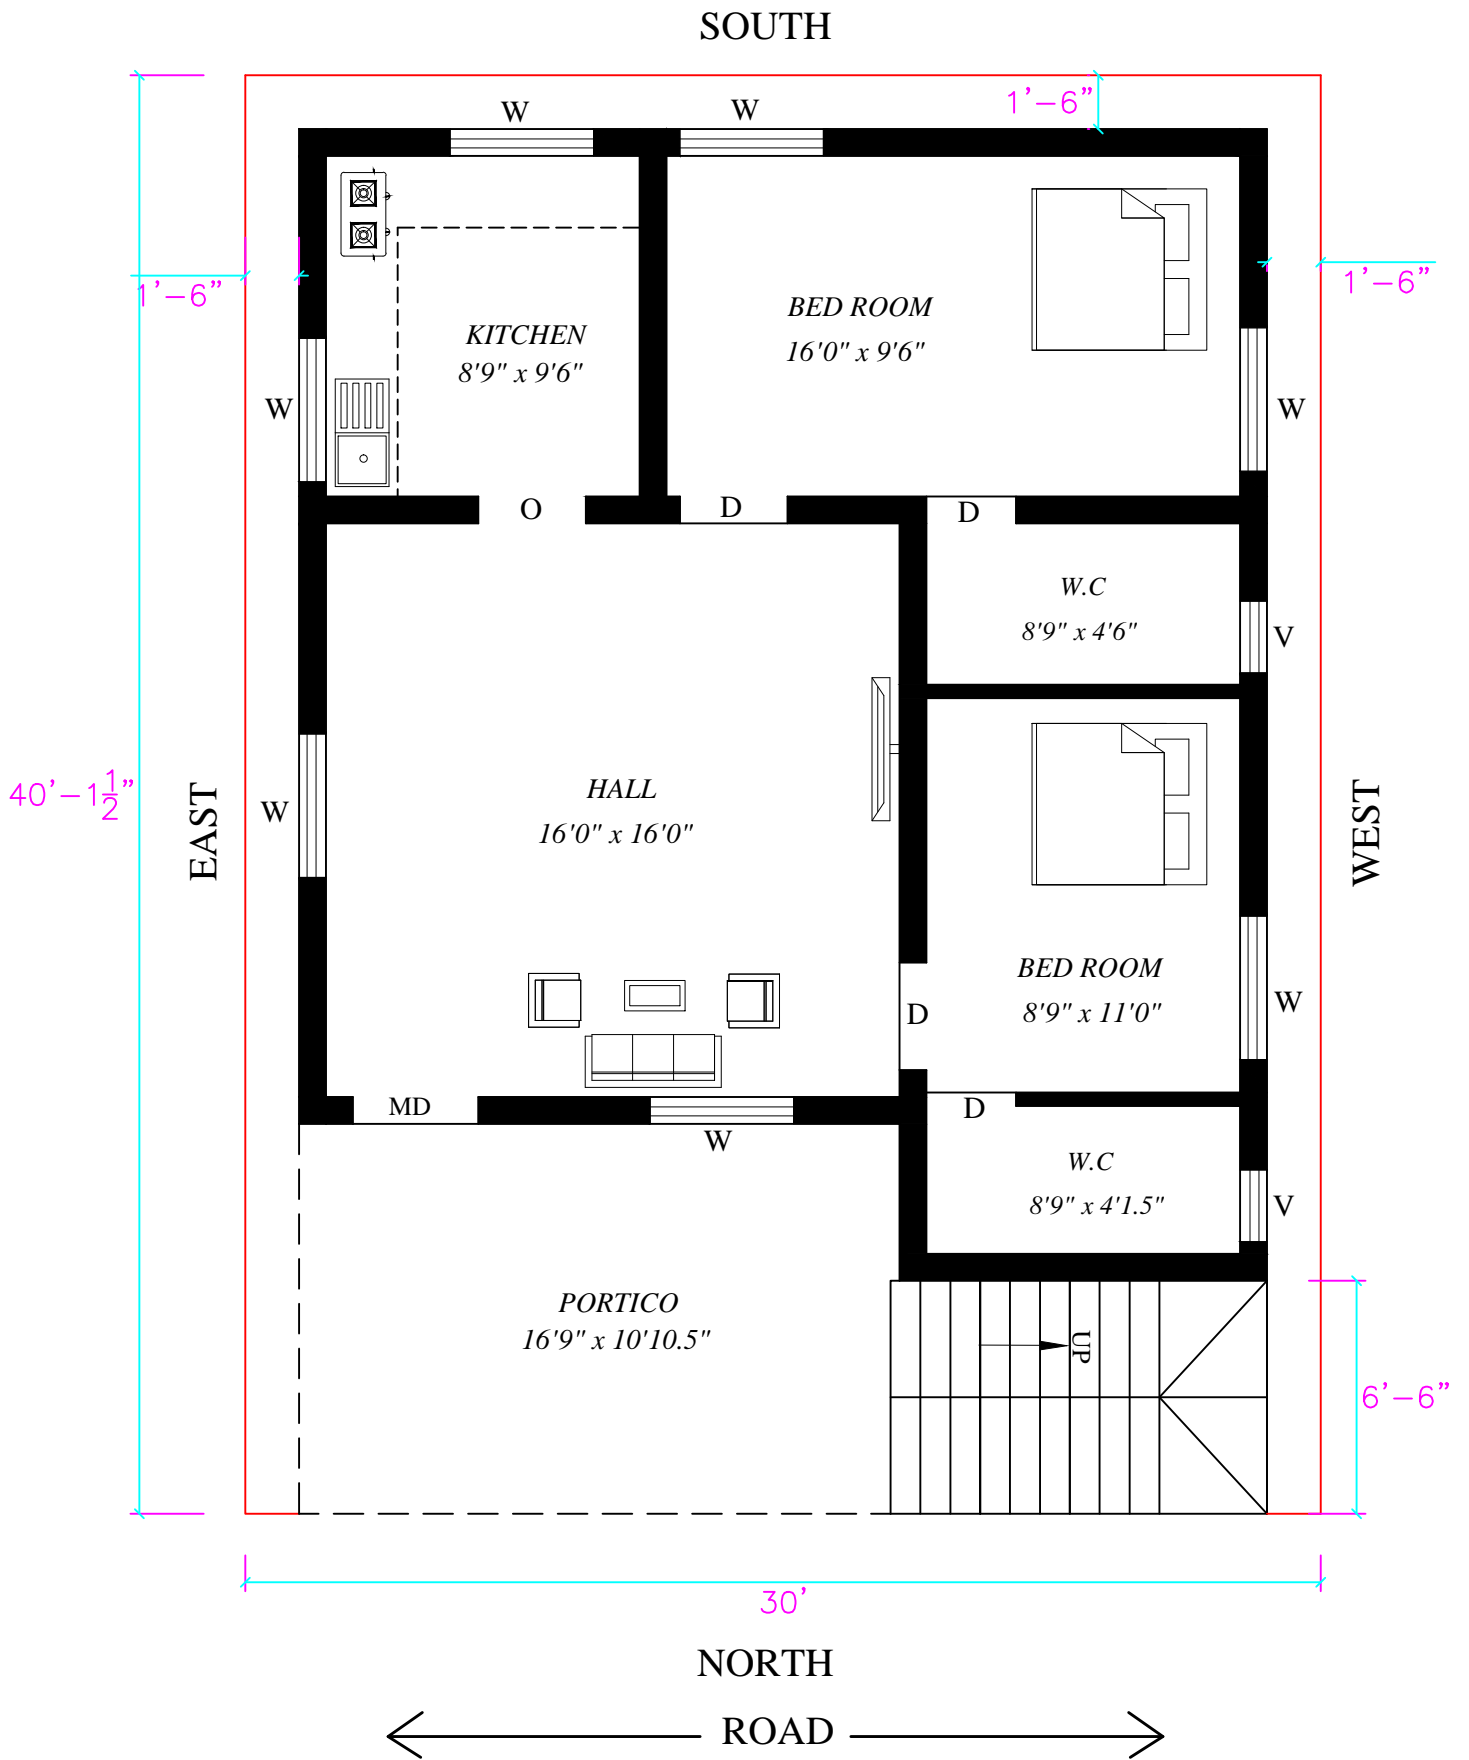 SOUTH
1'-6"
W
W
1'-6"
1'-6"
KITCHEN
8'9" x 9'6"
BED ROOM
16'0" x 9'6"
W
W
O
D
D
W.C
8'9" x 4'6"
V
40'-1 1/2"
EAST
W
HALL
16'0" x 16'0"
WEST
BED ROOM
8'9" x 11'0"
W
D
MD
W
D
W.C
8'9" x 4'1.5"
V
PORTICO
16'9" x 10'10.5"
UP
6'-6"
30'
NORTH
ROAD